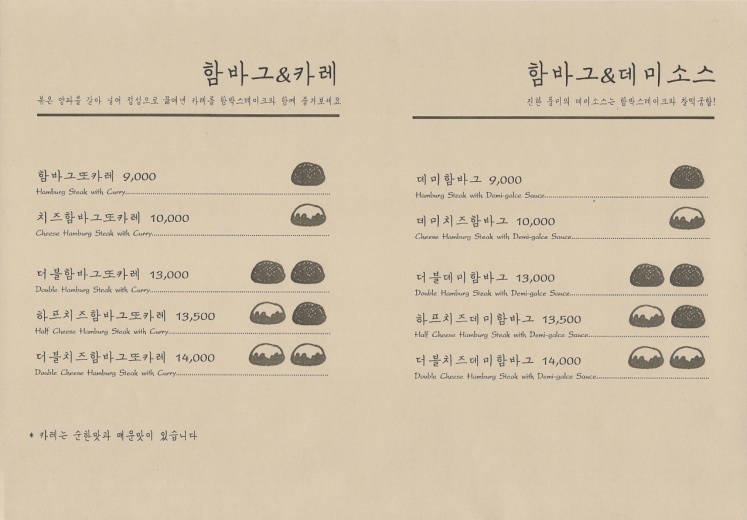 함바그&카레
볶은 양파를 갈아 넣어 정성으로 끓여낸 카레를 함박스테이크와 함께 즐겨보세요
함바그또카레 9,000
Hamburg Steak with Curry
치즈함바그또카레 10,000
Cheese Hamburg Steak with Curry
더블함바그또카레 13,000
Double Hamburg Steak with Curry
하프치즈함바그또카레 13,500
Half Cheese Hamburg Steak with Curry
더블치즈함바그또카레 14,000
Double Cheese Hamburg Steak with Curry
* 카레는 순한맛과 매운맛이 있습니다
함바그&데미소스
진한 풍미의 데미소스는 함박스테이크와 찰떡궁합!
데미함바그 9,000
Hamburg Steak with Demi-galce Sauce
데미치즈함바그 10,000
Cheese Hamburg Steak with Demi-galce Sauce
더블데미함바그 13,000
Double Hamburg Steak with Demi-galce Sauce
하프치즈데미함바그 13,500
Half Cheese Hamburg Steak with Demi-galce Sauce
더블치즈데미함바그 14,000
Double Cheese Hamburg Steak with Demi-galce Sauce